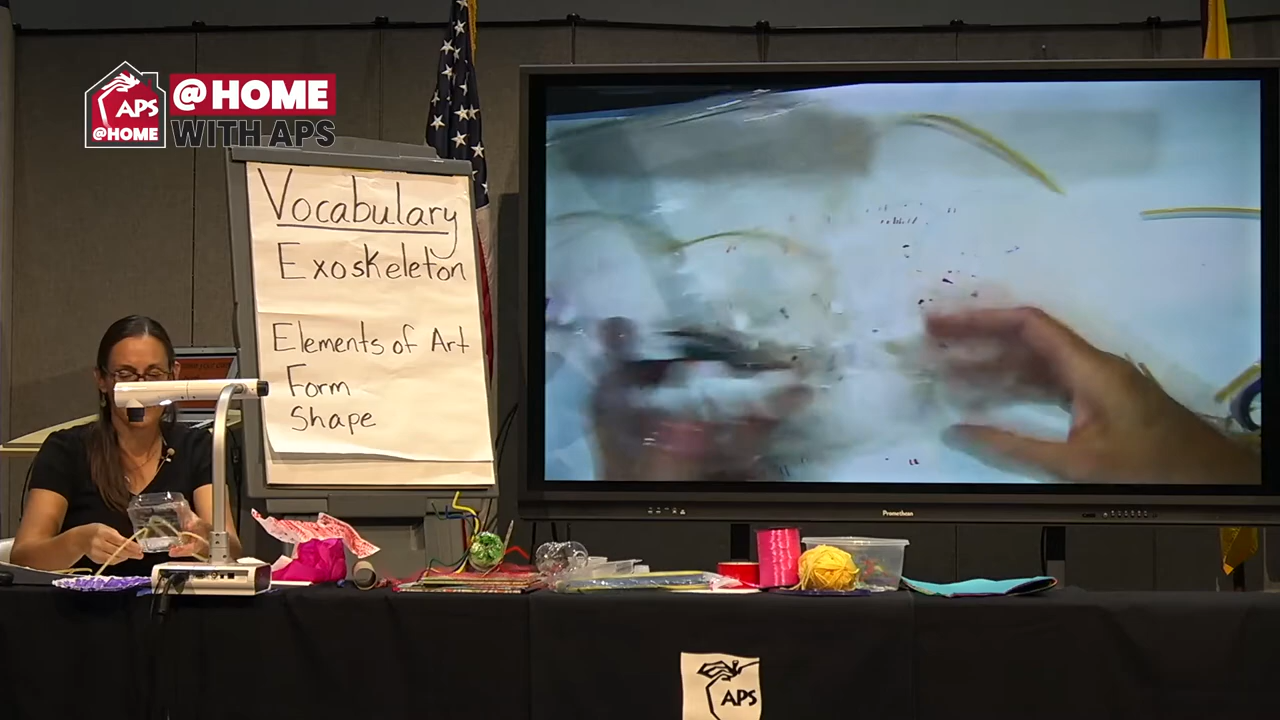 APS
@HOME
@HOME
WITH APS
Vocabulary
Exoskeleton
Elements of Art
Form
Shape
Promethean
APS